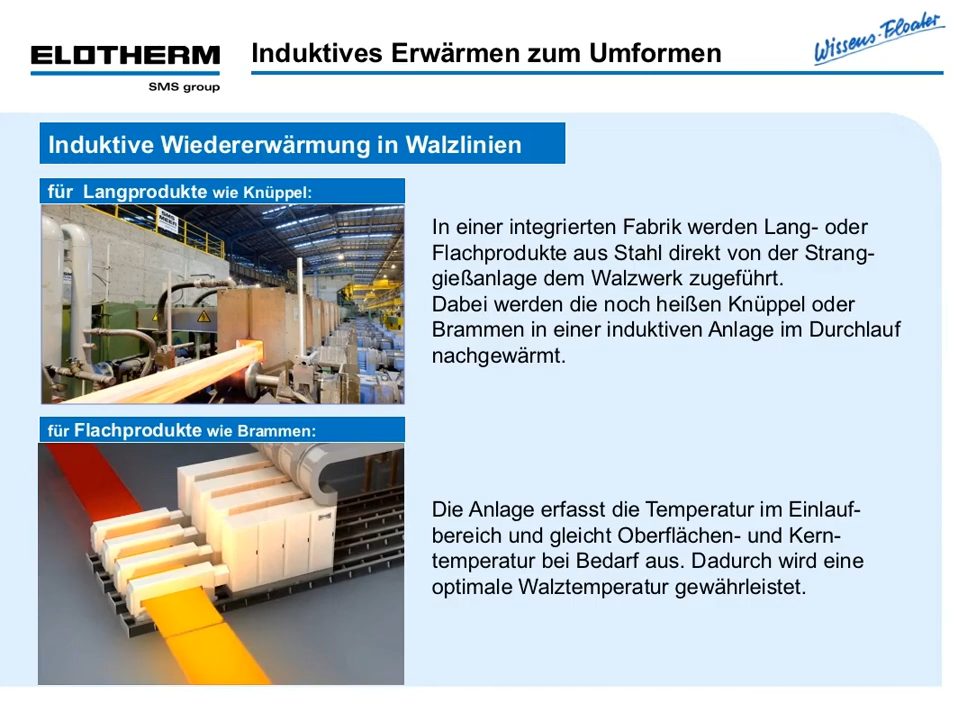 ELOTHERM
SMS group
Induktives Erwärmen zum Umformen
Wissens-Floater
Induktive Wiedererwärmung in Walzlinien
für Langprodukte wie Knüppel:
SMS
MEER
In einer integrierten Fabrik werden Lang- oder
Flachprodukte aus Stahl direkt von der Strang-
gießanlage dem Walzwerk zugeführt.
Dabei werden die noch heißen Knüppel oder
Brammen in einer induktiven Anlage im Durchlauf
nachgewärmt.
für Flachprodukte wie Brammen:
Die Anlage erfasst die Temperatur im Einlauf-
bereich und gleicht Oberflächen- und Kern-
temperatur bei Bedarf aus. Dadurch wird eine
optimale Walztemperatur gewährleistet.